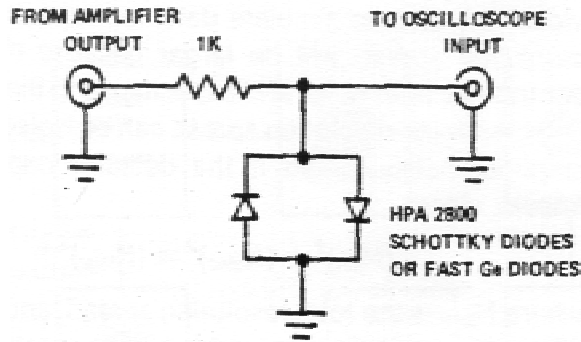 FROM AMPLIFIER
OUTPUT
1K
TO OSCILLOSCOPE
INPUT
HPA 2800
SCHOTTKY DIODES
OR FAST Ge DIODES